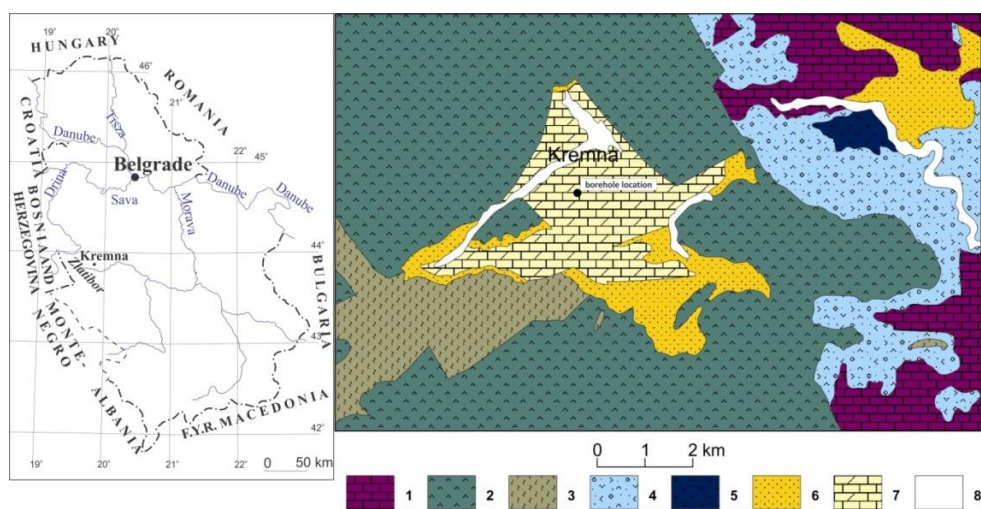 HUNGARY
ROMANIA
CROATIA
BOSNIA AND
HERZEGOVINA
MONTE-
NEGRO
ALBANIA
F.Y.R. MACEDONIA
BULGARIA
19°
20°
46°
21°
22°
45°
44°
43°
42°
19°
20°
21°
22°
Danube
Tisza
Belgrade
Drina
Sava
Danube
Danube
Morava
Kremna
Zlatibor
0 50 km
Kremna
borehole location
0 1 2 km
1 2 3 4 5 6 7 8